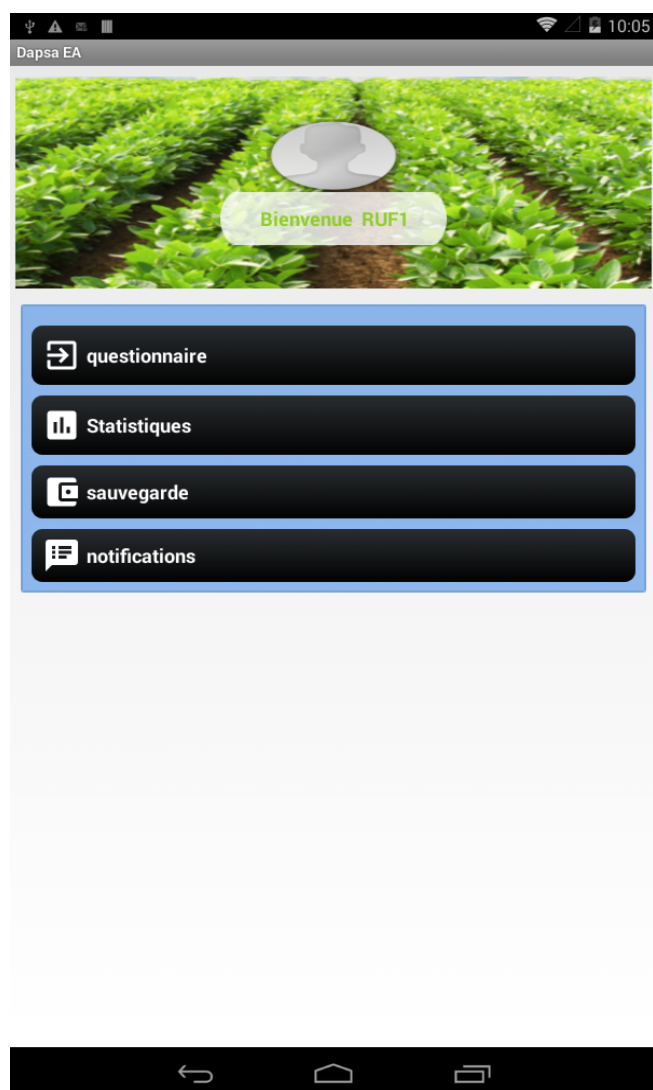 10:05
Dapsa EA
Bienvenue RUF1
questionnaire
Statistiques
sauvegarde
notifications